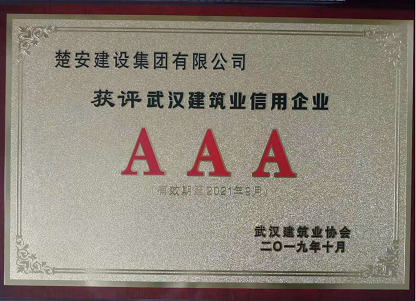 楚安建设集团有限公司
获评武汉建筑业信用企业
AAA
(有效期至2021年9月)
武汉建筑业协会
二〇一九年十月